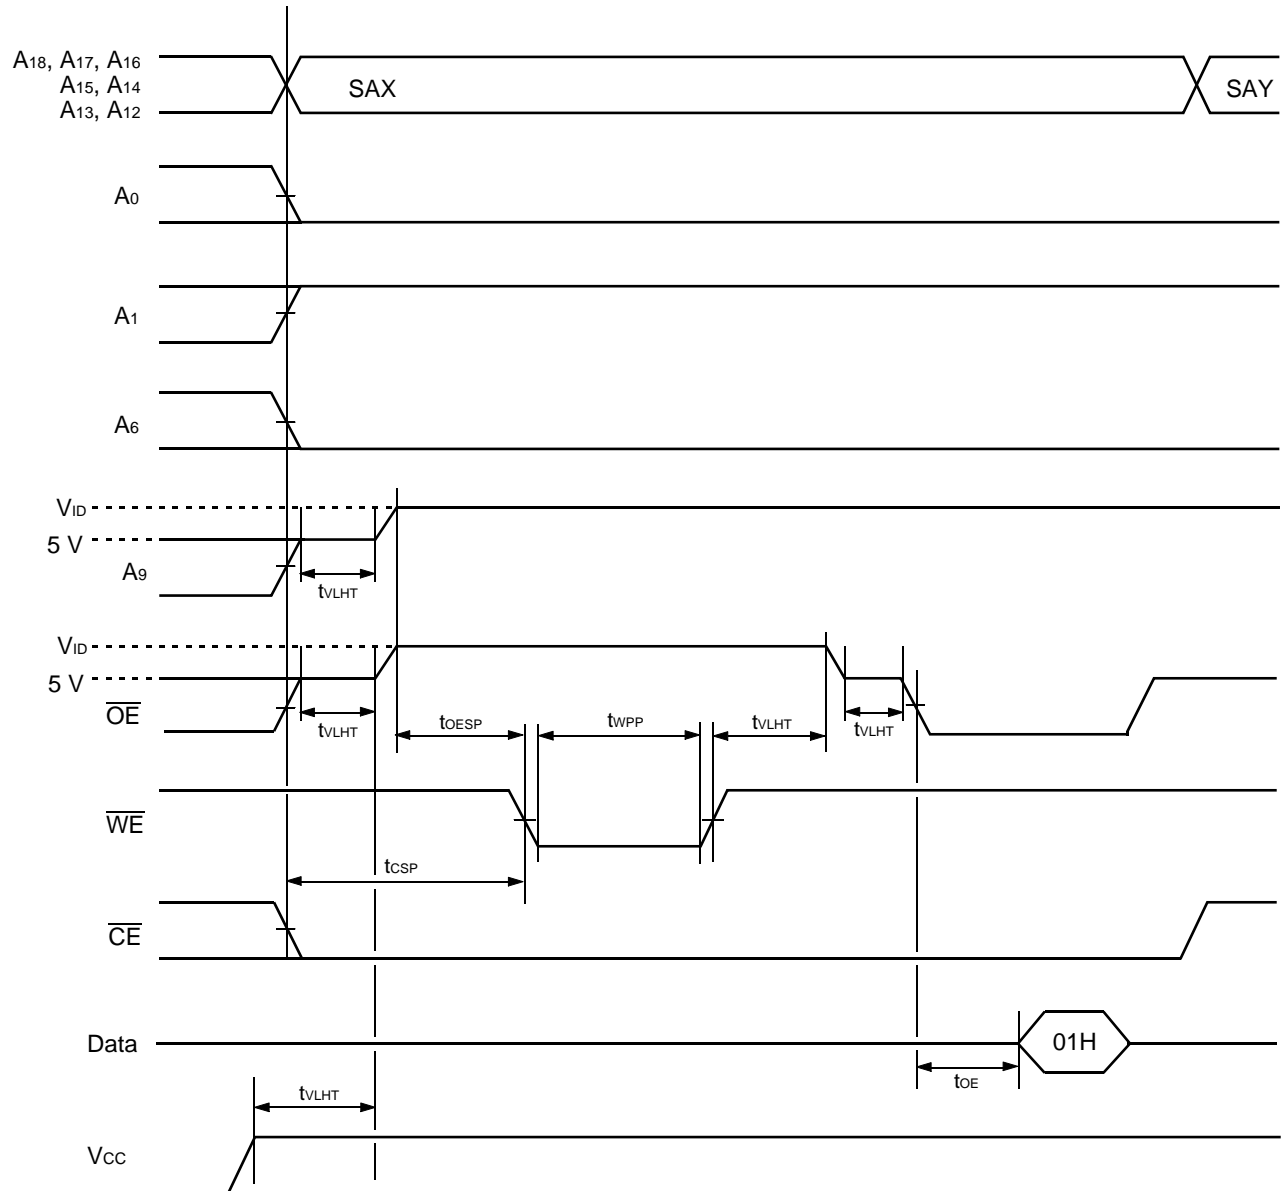 A18, A17, A16
A15, A14
A13, A12
SAX
SAY
A0
A1
A6
VID
5 V
A9
tVLHT
VID
5 V
OE
tVLHT
tOESP
tWPP
tVLHT
tVLHT
WE
tCSP
CE
Data
01H
tOE
tVLHT
VCC